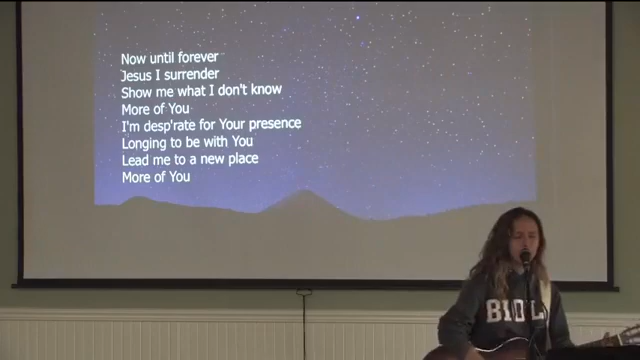 Now until forever
Jesus I surrender
Show me what I don't know
More of You
I'm desp'rate for Your presence
Longing to be with You
Lead me to a new place
More of You